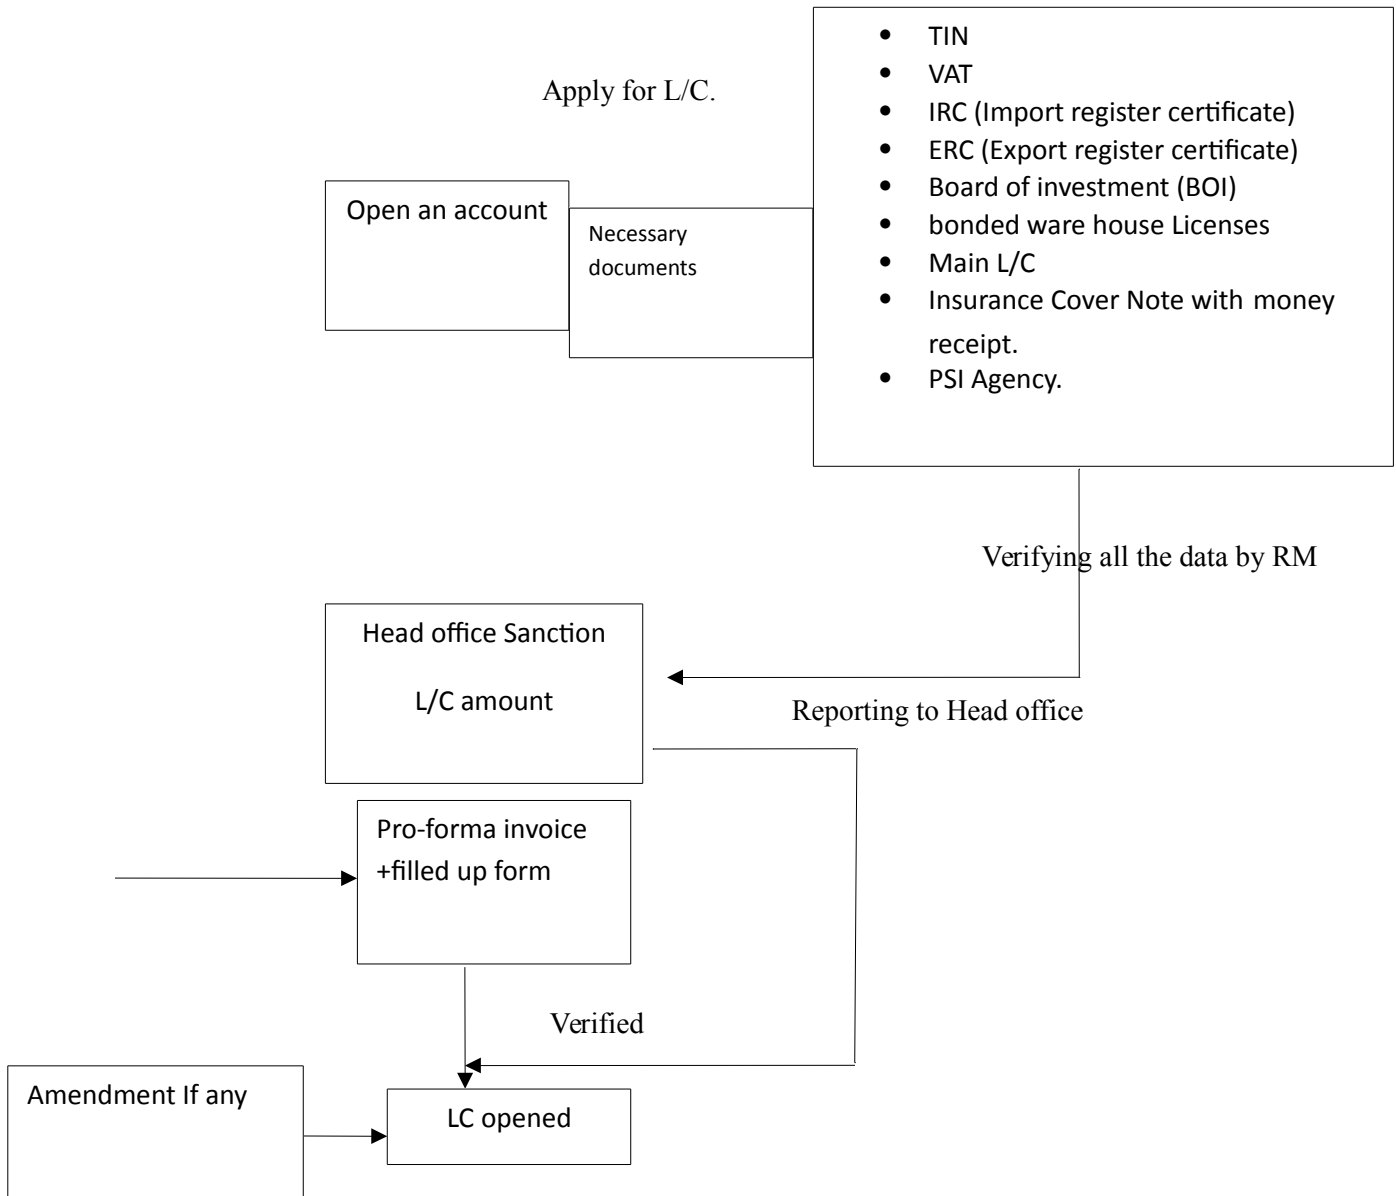 Apply for L/C.
Open an account
Necessary
documents
• TIN
• VAT
• IRC (Import register certificate)
• ERC (Export register certificate)
• Board of investment (BOI)
• bonded ware house Licenses
• Main L/C
• Insurance Cover Note with money
receipt.
• PSI Agency.
Verifying all the data by RM
Head office Sanction
L/C amount
Reporting to Head office
Pro-forma invoice
+filled up form
Verified
Amendment If any
LC opened